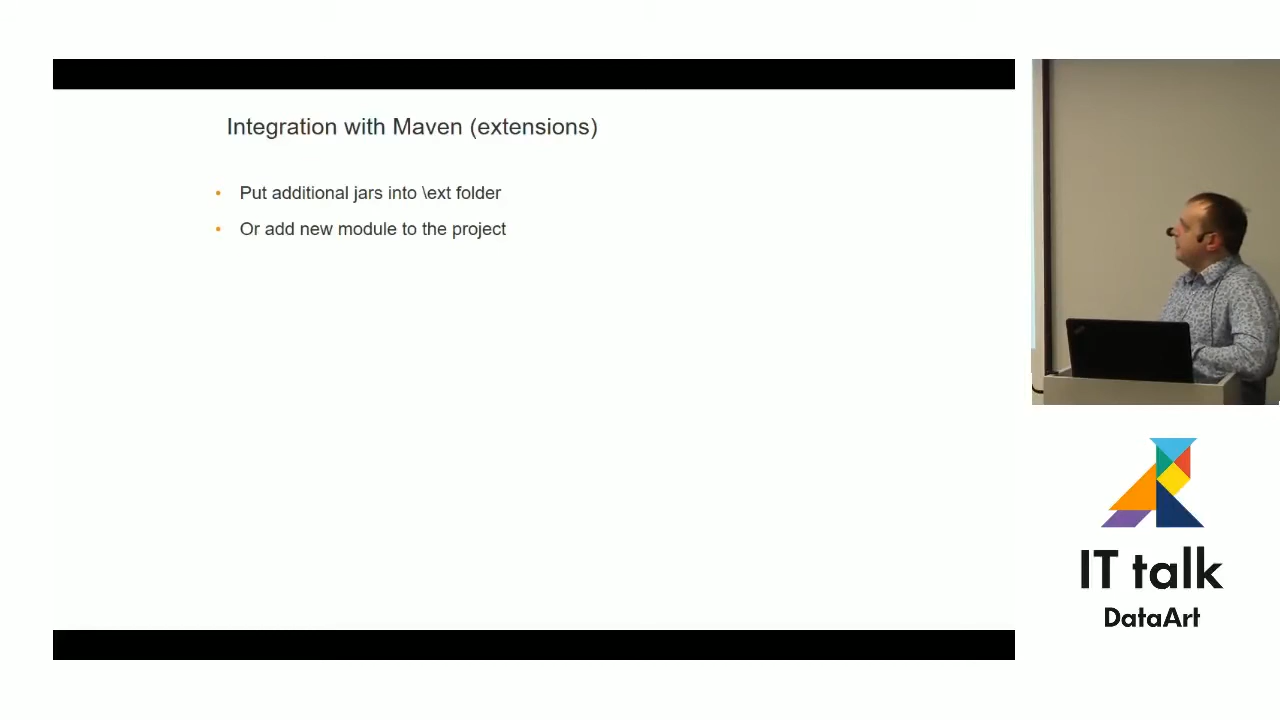 Integration with Maven (extensions)
• Put additional jars into \ext folder
• Or add new module to the project
IT talk
DataArt